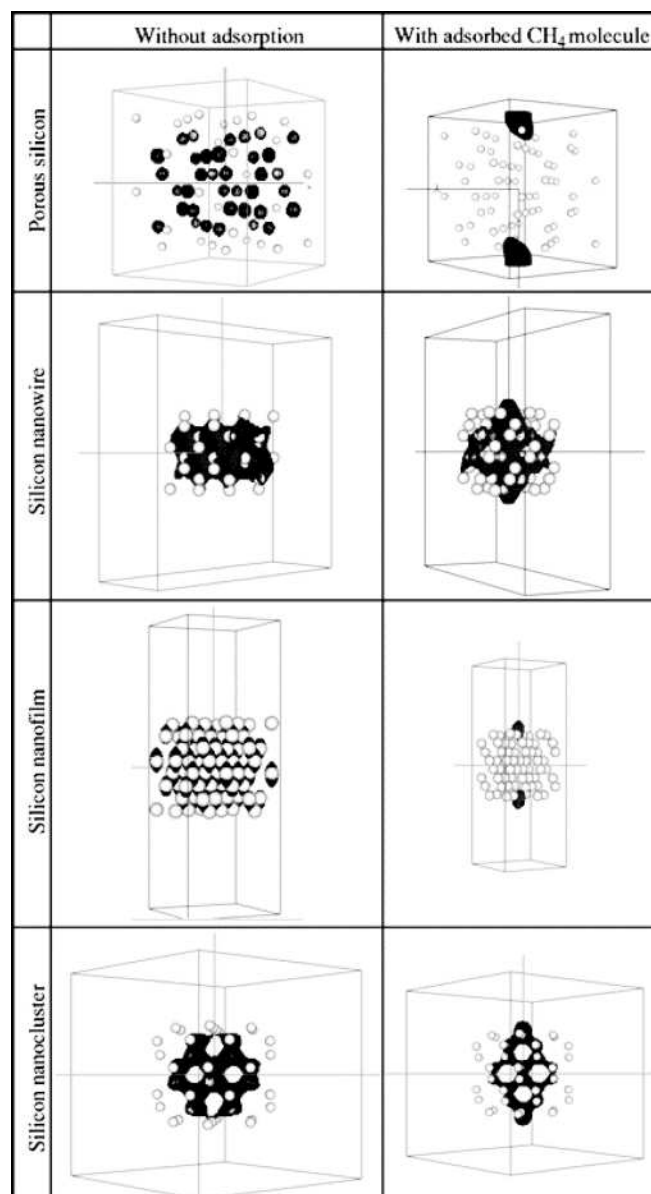 Without adsorption
With adsorbed CH₄ molecule
Porous silicon
Silicon nanowire
Silicon nanofilm
Silicon nanocluster